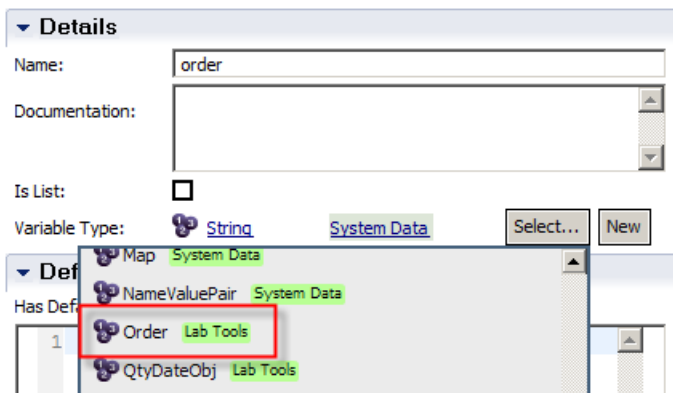 Details
Name: order
Documentation:
Is List:
Variable Type: String System Data Select... New
Map System Data
Def
NameValuePair System Data
Has Defa
Order Lab Tools
1
QtyDateObj Lab Tools